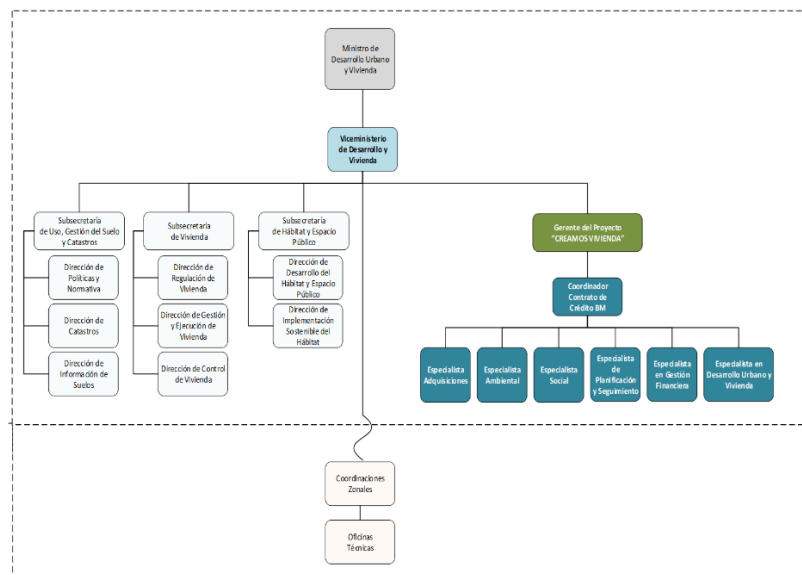 Ministro de
Desarrollo Urbano
y Vivienda
Viceministerio
de Desarrollo y
Vivienda
Subsecretaría
de Uso, Gestión del Suelo
y Catastros
Dirección de
Políticas y
Normativa
Dirección de
Catastros
Dirección de
Información de
Suelos
Subsecretaría
de Vivienda
Dirección de
Regulación de
Vivienda
Dirección de Gestión
y Ejecución de
Vivienda
Dirección de Control
de Vivienda
Subsecretaría
de Hábitat y Espacio
Público
Dirección de
Desarrollo del
Hábitat y Espacio
Público
Dirección de
Implementación
Sostenible del
Hábitat
Gerente del Proyecto
"CREAMOS VIVIENDA"
Coordinador
Contrato de
Crédito BM
Especialista
Adquisiciones
Especialista
Ambiental
Especialista
Social
Especialista
de
Planificación
y Seguimiento
Especialista
en Gestión
Financiera
Especialista en
Desarrollo Urbano y
Vivienda
Coordinaciones
Zonales
Oficinas
Técnicas